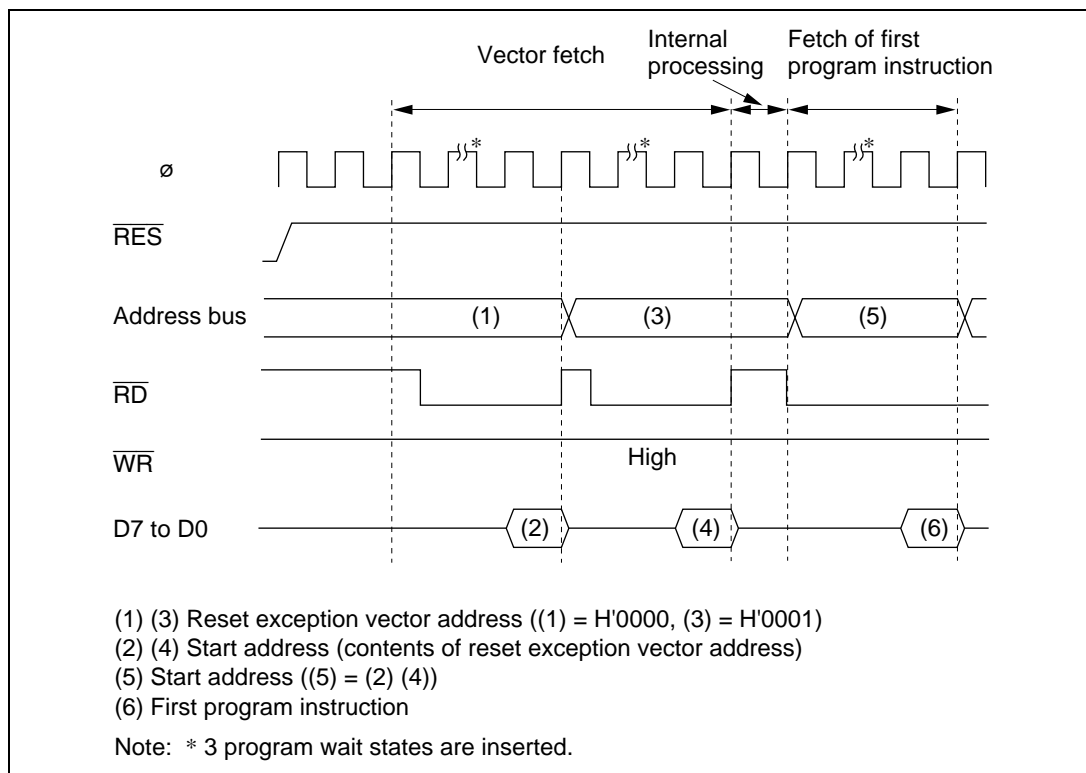 Vector fetch
Internal
processing
Fetch of first
program instruction
*
*
*
ø
RES
Address bus
(1)
(3)
(5)
RD
High
WR
D7 to D0
(2)
(4)
(6)
(1) (3) Reset exception vector address ((1) = H'0000, (3) = H'0001)
(2) (4) Start address (contents of reset exception vector address)
(5) Start address ((5) = (2) (4))
(6) First program instruction
Note: * 3 program wait states are inserted.